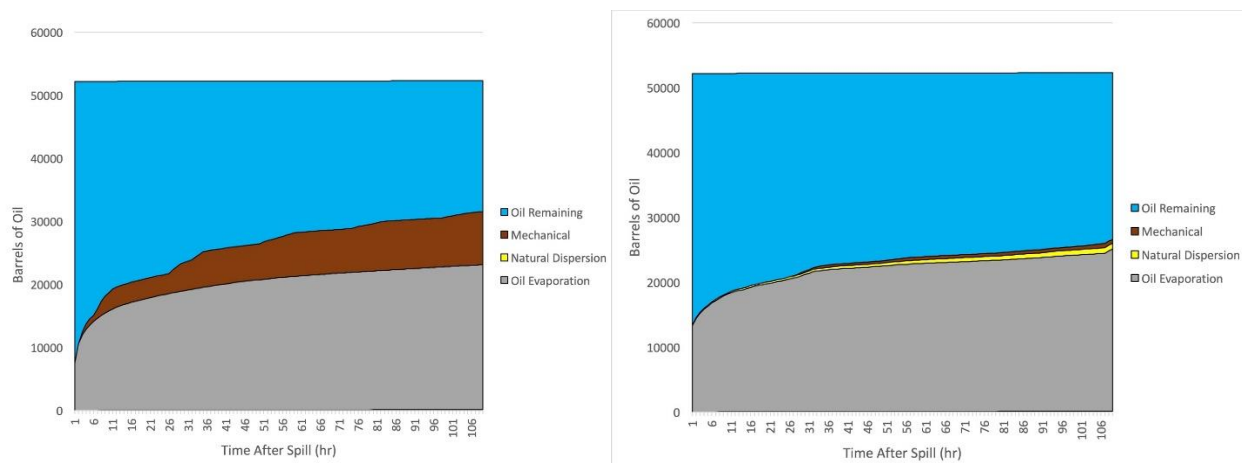 60000
50000
40000
30000
20000
10000
0
Barrels of Oil
1 6 11 16 21 26 31 36 41 46 51 56 61 66 71 76 81 86 91 96 101 106
Time After Spill (hr)
Oil Remaining
Mechanical
Natural Dispersion
Oil Evaporation
60000
50000
40000
30000
20000
10000
0
Barrels of Oil
1 6 11 16 21 26 31 36 41 46 51 56 61 66 71 76 81 86 91 96 101 106
Time After Spill (hr)
Oil Remaining
Mechanical
Natural Dispersion
Oil Evaporation